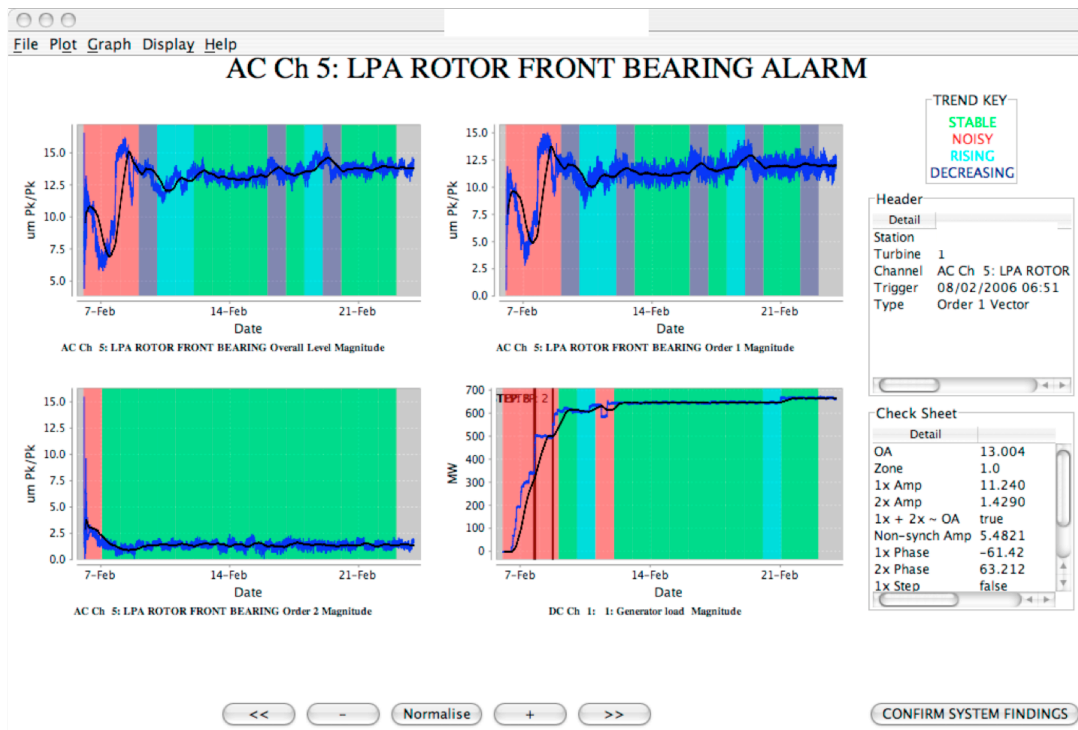 File Plot Graph Display Help
AC Ch 5: LPA ROTOR FRONT BEARING ALARM
um Pk/Pk
15.0
12.5
10.0
7.5
5.0
7-Feb 14-Feb 21-Feb
Date
AC Ch 5: LPA ROTOR FRONT BEARING Overall Level Magnitude
um Pk/Pk
15.0
12.5
10.0
7.5
5.0
2.5
0.0
7-Feb 14-Feb 21-Feb
Date
AC Ch 5: LPA ROTOR FRONT BEARING Order 1 Magnitude
um Pk/Pk
15.0
12.5
10.0
7.5
5.0
2.5
0.0
7-Feb 14-Feb 21-Feb
Date
AC Ch 5: LPA ROTOR FRONT BEARING Order 2 Magnitude
MW
700
600
500
400
300
200
100
0
7-Feb 14-Feb 21-Feb
Date
DC Ch 1: 1: Generator load Magnitude
TREND KEY
STABLE
NOISY
RISING
DECREASING
Header
Detail
Station
Turbine 1
Channel AC Ch 5: LPA ROTOR
Trigger 08/02/2006 06:51
Type Order 1 Vector
Check Sheet
Detail
OA 13.004
Zone 1.0
1x Amp 11.240
2x Amp 1.4290
1x + 2x ~ OA true
Non-synch Amp 5.4821
1x Phase -61.42
2x Phase 63.212
1x Step false
<< - Normalise + >>
CONFIRM SYSTEM FINDINGS